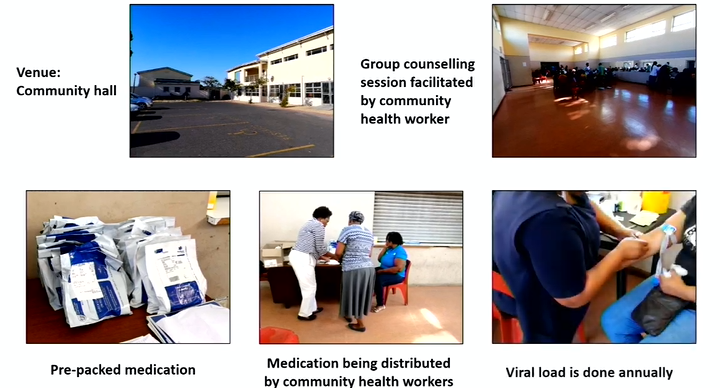 Venue:
Community hall
Group counselling
session facilitated
by community
health worker
Pre-packed medication
Medication being distributed
by community health workers
Viral load is done annually